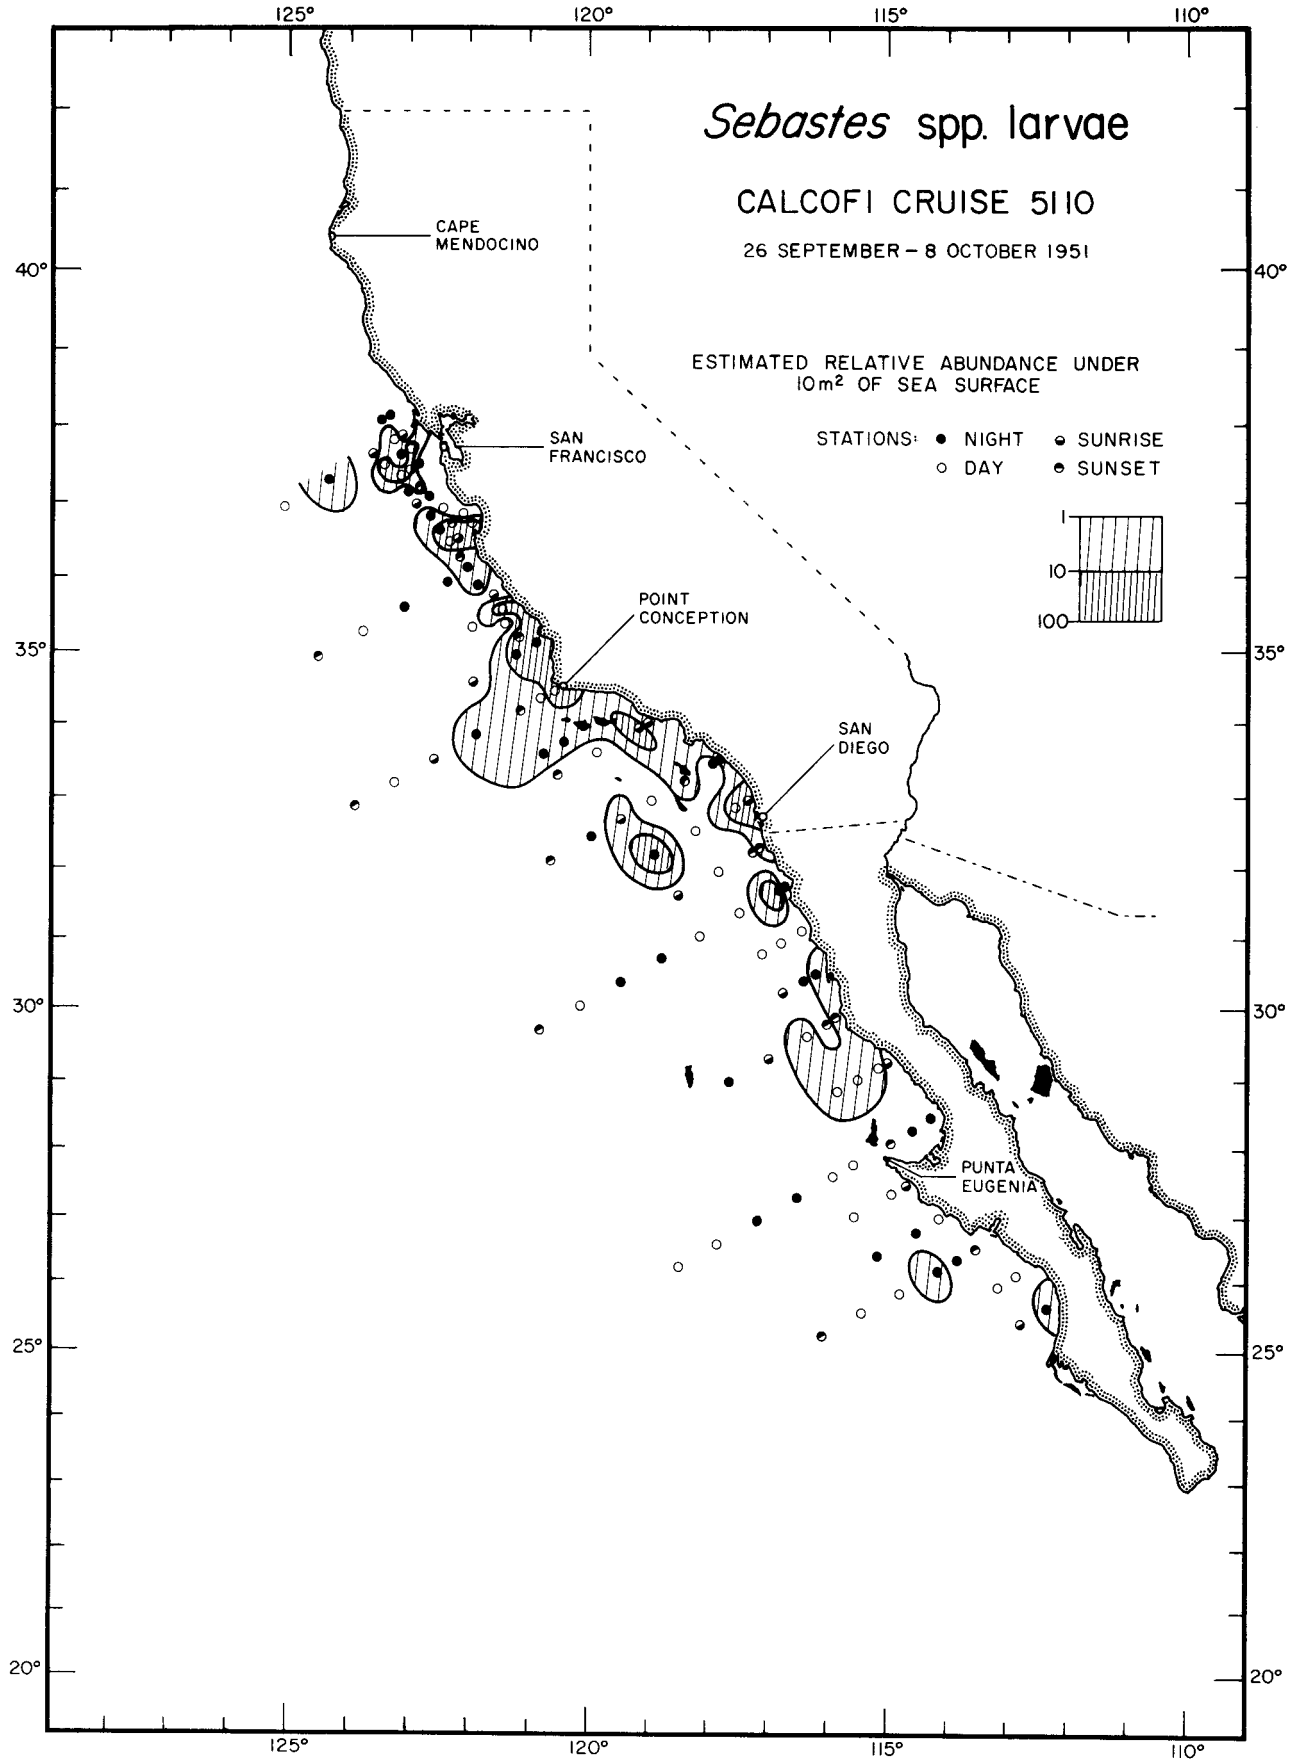 125° 120° 115° 110°
Sebastes spp. larvae
CALCOFI CRUISE 5110
26 SEPTEMBER – 8 OCTOBER 1951
CAPE
MENDOCINO
40° 40°
ESTIMATED RELATIVE ABUNDANCE UNDER
10m² OF SEA SURFACE
STATIONS: NIGHT SUNRISE
DAY SUNSET
SAN
FRANCISCO
1
10
100
POINT
CONCEPTION
35° 35°
SAN
DIEGO
30° 30°
PUNTA
EUGENIA
25° 25°
20° 20°
125° 120° 115° 110°